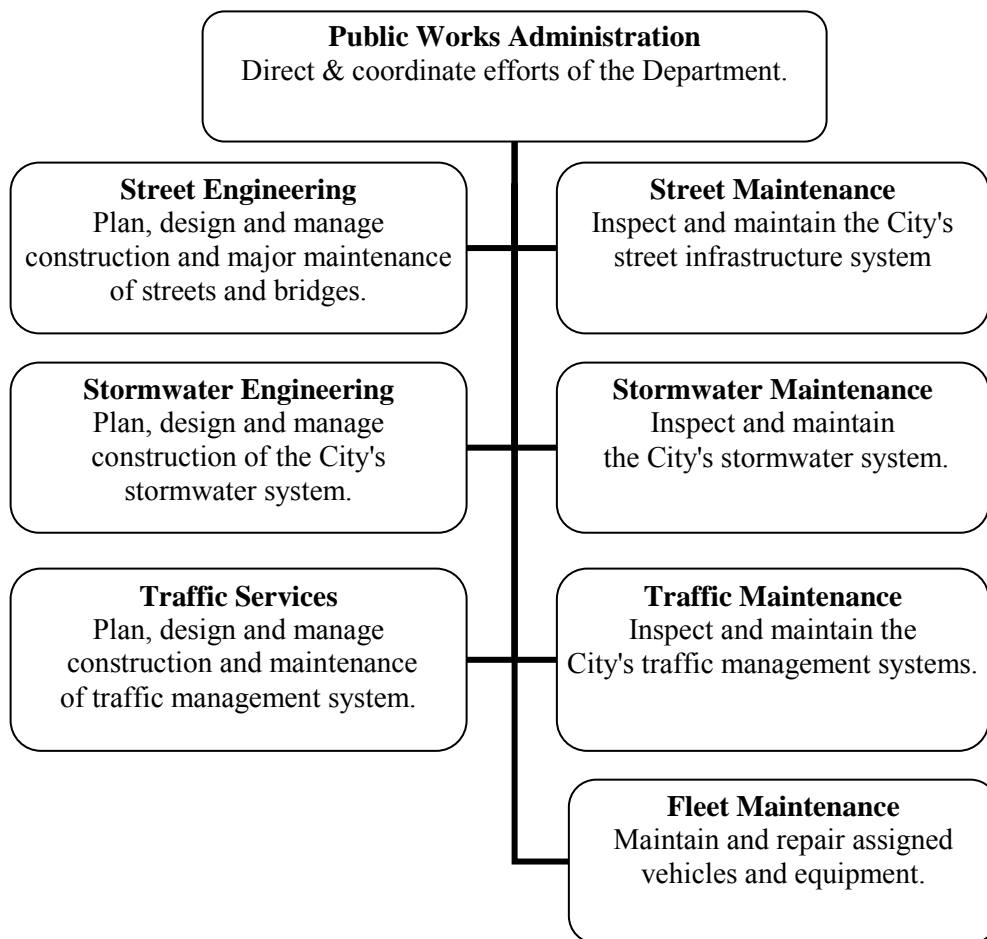 Public Works Administration
Direct & coordinate efforts of the Department.
Street Engineering
Plan, design and manage
construction and major maintenance
of streets and bridges.
Street Maintenance
Inspect and maintain the City's
street infrastructure system
Stormwater Engineering
Plan, design and manage
construction of the City's
stormwater system.
Stormwater Maintenance
Inspect and maintain
the City's stormwater system.
Traffic Services
Plan, design and manage
construction and maintenance
of traffic management system.
Traffic Maintenance
Inspect and maintain the
City's traffic management systems.
Fleet Maintenance
Maintain and repair assigned
vehicles and equipment.